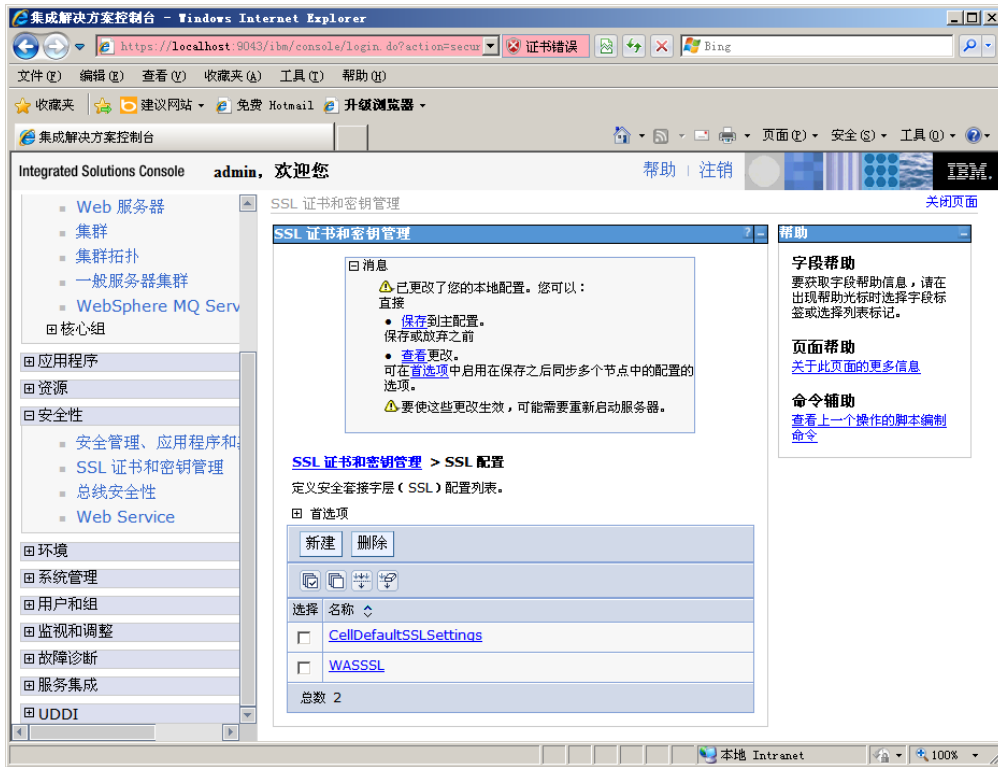 集成解决方案控制台 - Windows Internet Explorer
https://localhost:9043/ibm/console/login.do?action=secur
证书错误
Bing
文件(F) 编辑(E) 查看(V) 收藏夹(A) 工具(T) 帮助(H)
收藏夹 建议网站 免费 Hotmail 升级浏览器
集成解决方案控制台
页面(P) 安全(S) 工具(O)
Integrated Solutions Console admin, 欢迎您
帮助 | 注销
IBM.
Web 服务器
集群
集群拓扑
一般服务器集群
WebSphere MQ Serv
核心组
应用程序
资源
安全性
安全管理、应用程序和
SSL 证书和密钥管理
总线安全性
Web Service
环境
系统管理
用户和组
监视和调整
故障诊断
服务集成
UDDI
SSL 证书和密钥管理
关闭页面
SSL 证书和密钥管理
? -
消息
已更改了您的本地配置。您可以：
直接
• 保存到主配置。
保存或放弃之前
• 查看更改。
可在首选项中启用在保存之后同步多个节点中的配置的
选项。
要使这些更改生效，可能需要重新启动服务器。
SSL 证书和密钥管理 > SSL 配置
定义安全套接字层（SSL）配置列表。
首选项
新建 删除
选择 名称
CellDefaultSSLSettings
WASSSL
总数 2
帮助
字段帮助
要获取字段帮助信息，请在
出现帮助光标时选择字段标
签或选择列表标记。
页面帮助
关于此页面的更多信息
命令辅助
查看上一个操作的脚本编制
命令
本地 Intranet
100%